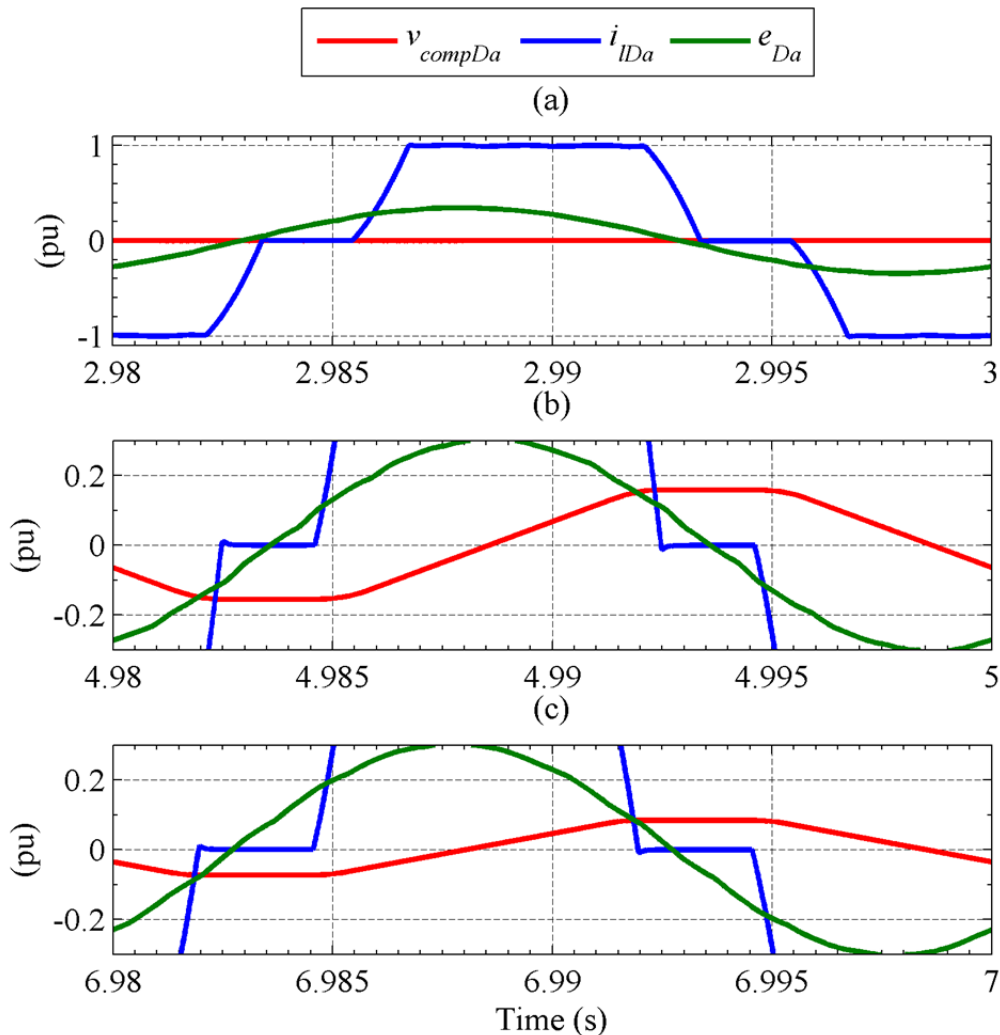 v_compDa i_lDa e_Da
(a)
(pu)
1
0
-1
2.98 2.985 2.99 2.995 3
(b)
(pu)
0.2
0
-0.2
4.98 4.985 4.99 4.995 5
(c)
(pu)
0.2
0
-0.2
6.98 6.985 6.99 6.995 7
Time (s)